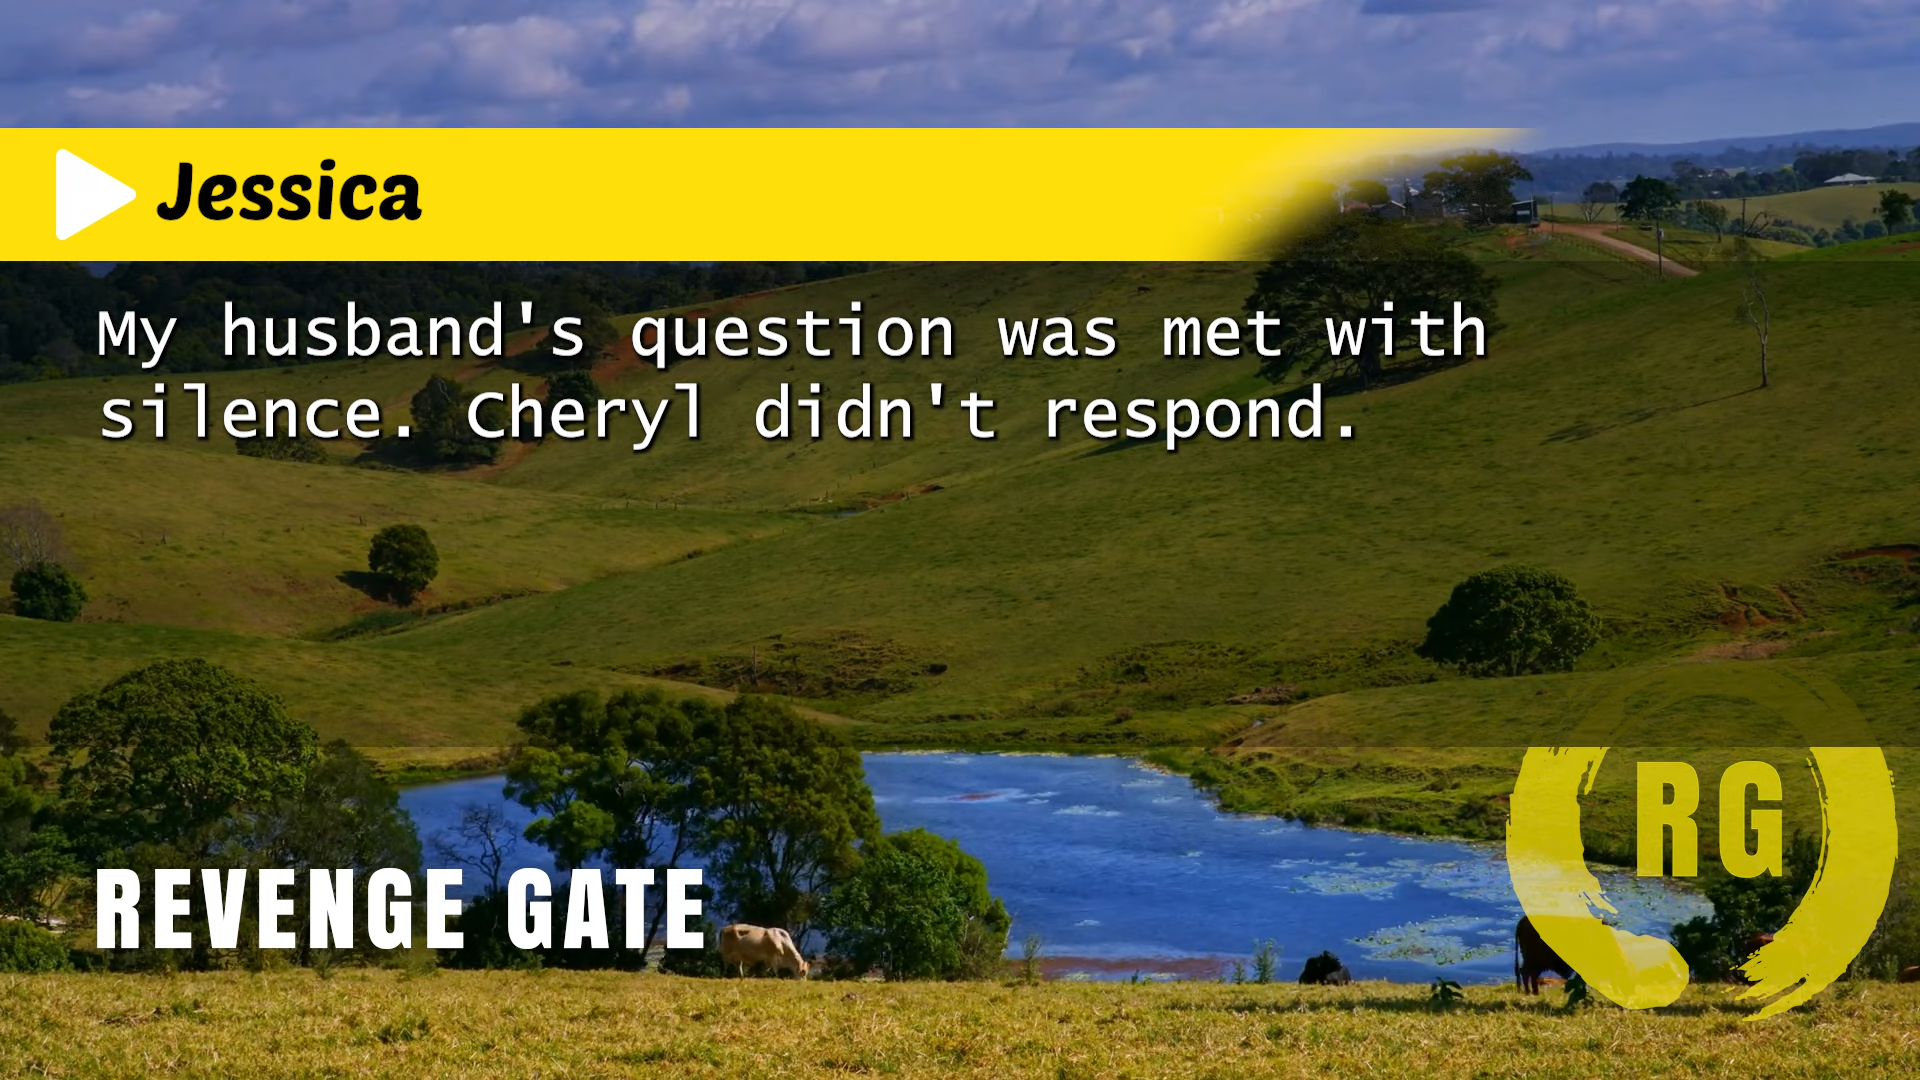 Jessica
My husband's question was met with
silence. Cheryl didn't respond.
RG
REVENGE GATE